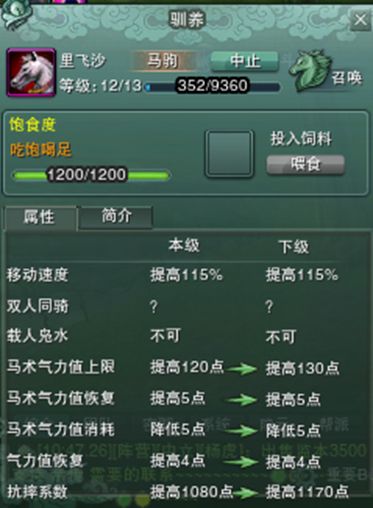 驯养
里飞沙 马驹 中止
等级:12/13 352/9360 召唤
饱食度
吃饱喝足
1200/1200
投入饲料
喂食
属性 简介
本级 下级
移动速度 提高115% 提高115%
双人同骑 ? ?
载人凫水 不可 不可
马术气力值上限 提高120点 提高130点
马术气力值恢复 提高5点 提高5点
马术气力值消耗 降低5点 降低5点
气力值恢复 提高4点 提高4点
抗摔系数 提高1080点 提高1170点